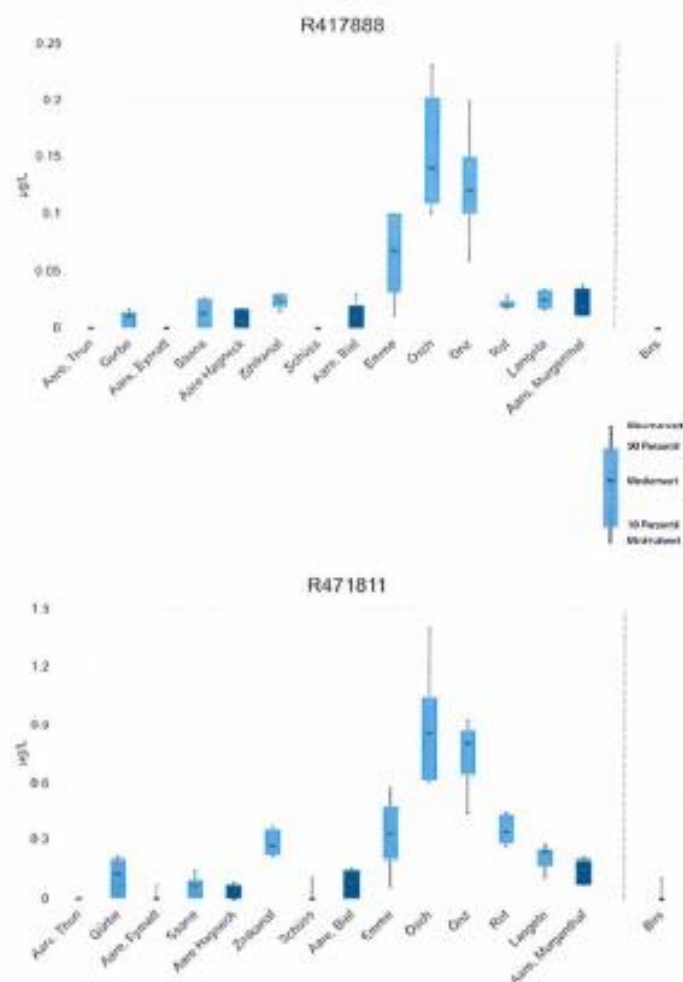 R417888
0.25
0.2
0.15
0.1
0.05
0
µg/L
Aare, Thun
Gürbe
Aare, Eymatt
Saane
Aare Hagneck
Zihlkanal
Schüss
Aare, Biel
Emme
Ösch
Önz
Rot
Langete
Aare, Murgenthal
Birs
90 Perzentil
Medianwert
10 Perzentil
R471811
1.5
1.2
0.9
0.6
0.3
0
µg/L
Aare, Thun
Gürbe
Aare, Eymatt
Saane
Aare Hagneck
Zihlkanal
Schüss
Aare, Biel
Emme
Ösch
Önz
Rot
Langete
Aare, Murgenthal
Birs